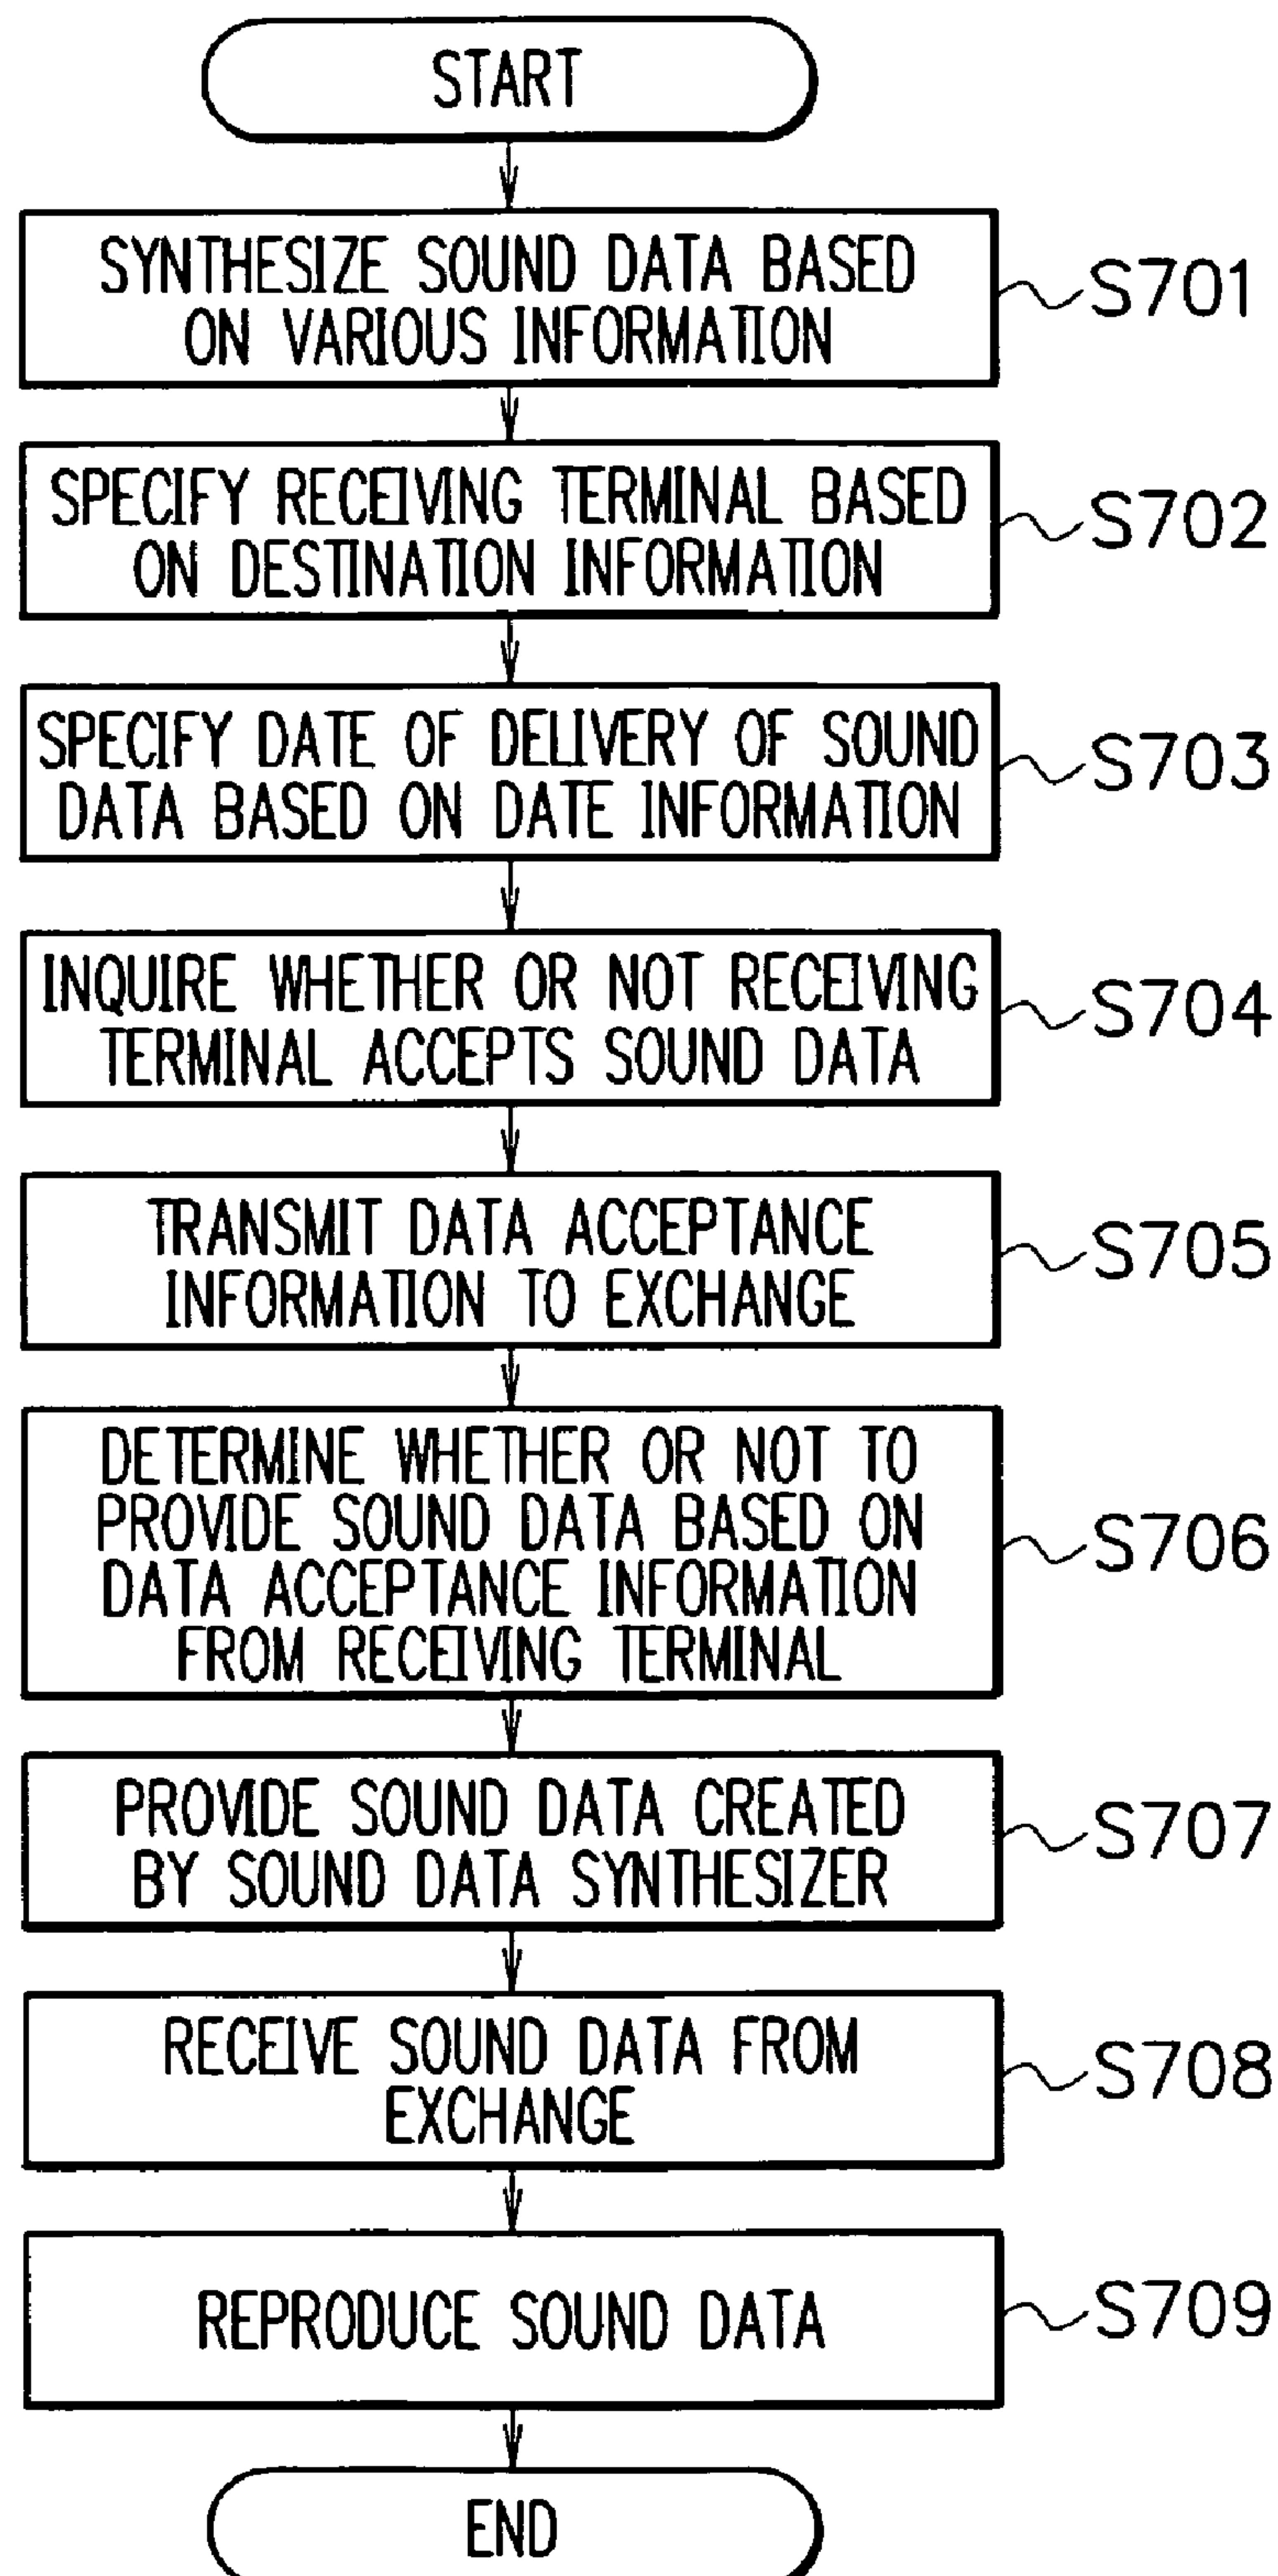 START
SYNTHESIZE SOUND DATA BASED
ON VARIOUS INFORMATION
S701
SPECIFY RECEIVING TERMINAL BASED
ON DESTINATION INFORMATION
S702
SPECIFY DATE OF DELIVERY OF SOUND
DATA BASED ON DATE INFORMATION
S703
INQUIRE WHETHER OR NOT RECEIVING
TERMINAL ACCEPTS SOUND DATA
S704
TRANSMIT DATA ACCEPTANCE
INFORMATION TO EXCHANGE
S705
DETERMINE WHETHER OR NOT TO
PROVIDE SOUND DATA BASED ON
DATA ACCEPTANCE INFORMATION
FROM RECEIVING TERMINAL
S706
PROVIDE SOUND DATA CREATED
BY SOUND DATA SYNTHESIZER
S707
RECEIVE SOUND DATA FROM
EXCHANGE
S708
REPRODUCE SOUND DATA
S709
END